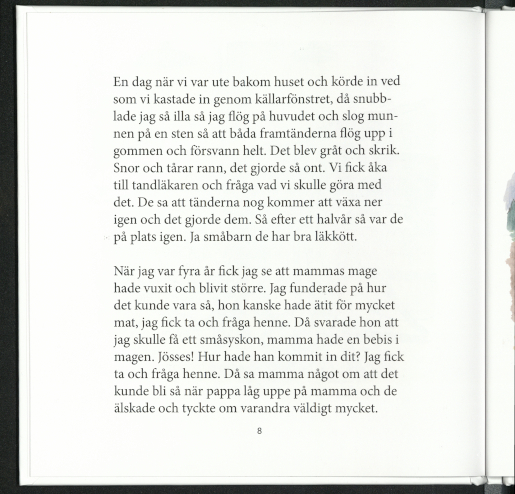 En dag när vi var ute bakom huset och körde in ved
som vi kastade in genom källarfönstret, då snubb-
lade jag så illa så jag flög på huvudet och slog mun-
nen på en sten så att båda framtänderna flög upp i
gommen och försvann helt. Det blev gråt och skrik.
Snor och tårar rann, det gjorde så ont. Vi fick åka
till tandläkaren och fråga vad vi skulle göra med
det. De sa att tänderna nog kommer att växa ner
igen och det gjorde dem. Så efter ett halvår så var de
på plats igen. Ja småbarn de har bra läkkött.
När jag var fyra år fick jag se att mammas mage
hade vuxit och blivit större. Jag funderade på hur
det kunde vara så, hon kanske hade ätit för mycket
mat, jag fick ta och fråga henne. Då svarade hon att
jag skulle få ett småsyskon, mamma hade en bebis i
magen. Jösses! Hur hade han kommit in dit? Jag fick
ta och fråga henne. Då sa mamma något om att det
kunde bli så när pappa låg uppe på mamma och de
älskade och tyckte om varandra väldigt mycket.
8